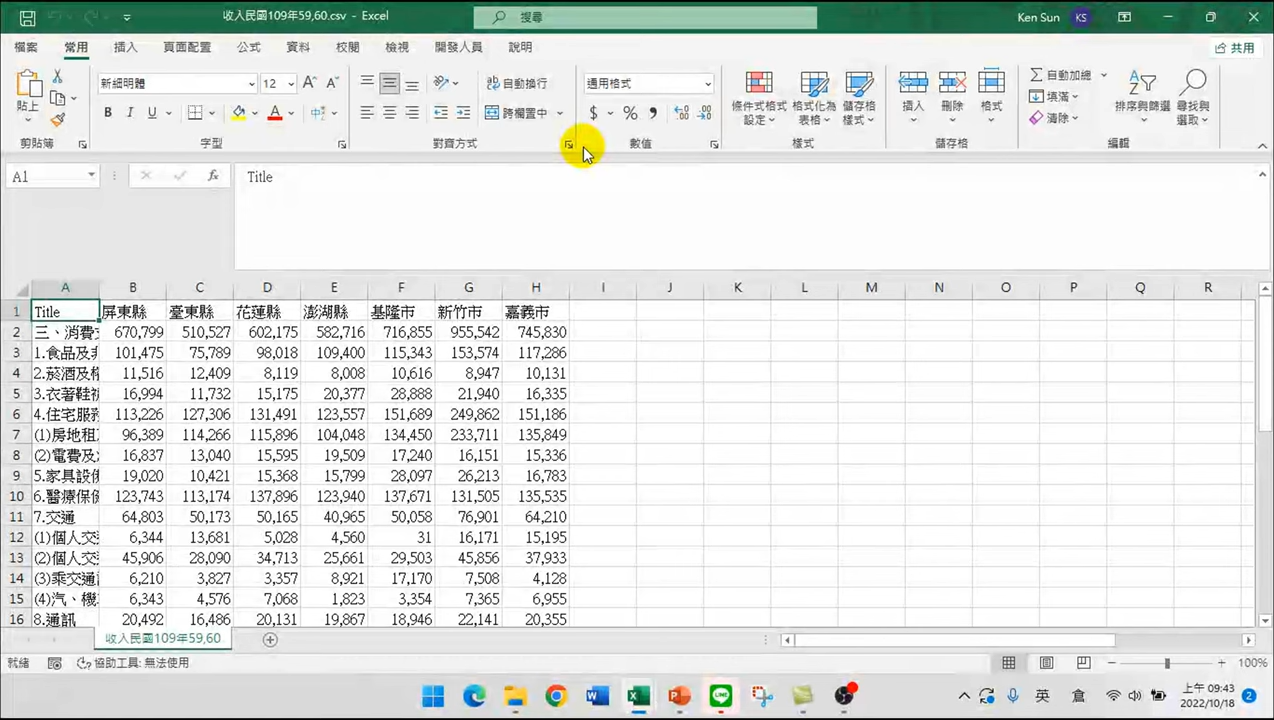 收入民國109年59,60.csv - Excel
搜尋
Ken Sun KS
檔案 常用 插入 頁面配置 公式 資料 校閱 檢視 開發人員 說明 共用
新細明體 12 自動換行 通用格式 自動加總
貼上 B I U 跨欄置中 $ % 條件式格式設定 格式化為表格 儲存格樣式 插入 刪除 格式 填滿 清除 排序與篩選 尋找與選取
剪貼簿 字型 對齊方式 數值 樣式 儲存格 編輯
A1 fx Title
A B C D E F G H I J K L M N O P Q R
1 Title 屏東縣 臺東縣 花蓮縣 澎湖縣 基隆市 新竹市 嘉義市
2 三、消費 670,799 510,527 602,175 582,716 716,855 955,542 745,830
3 1.食品及 101,475 75,789 98,018 109,400 115,343 153,574 117,286
4 2.菸酒及 11,516 12,409 8,119 8,008 10,616 8,947 10,131
5 3.衣著鞋 16,994 11,732 15,175 20,377 28,888 21,940 16,335
6 4.住宅服務 113,226 127,306 131,491 123,557 151,689 249,862 151,186
7 (1)房地租 96,389 114,266 115,896 104,048 134,450 233,711 135,849
8 (2)電費及 16,837 13,040 15,595 19,509 17,240 16,151 15,336
9 5.家具設 19,020 10,421 15,368 15,799 28,097 26,213 16,783
10 6.醫療保 123,743 113,174 137,896 123,940 137,671 131,505 135,535
11 7.交通 64,803 50,173 50,165 40,965 50,058 76,901 64,210
12 (1)個人交 6,344 13,681 5,028 4,560 31 16,171 15,195
13 (2)個人交 45,906 28,090 34,713 25,661 29,503 45,856 37,933
14 (3)乘交通 6,210 3,827 3,357 8,921 17,170 7,508 4,128
15 (4)汽、機 6,343 4,576 7,068 1,823 3,354 7,365 6,955
16 8.通訊 20,492 16,486 20,131 19,867 18,946 22,141 20,355
收入民國109年59,60
就緒 協助工具: 無法使用 100%
英 上午 09:43
2022/10/18 2